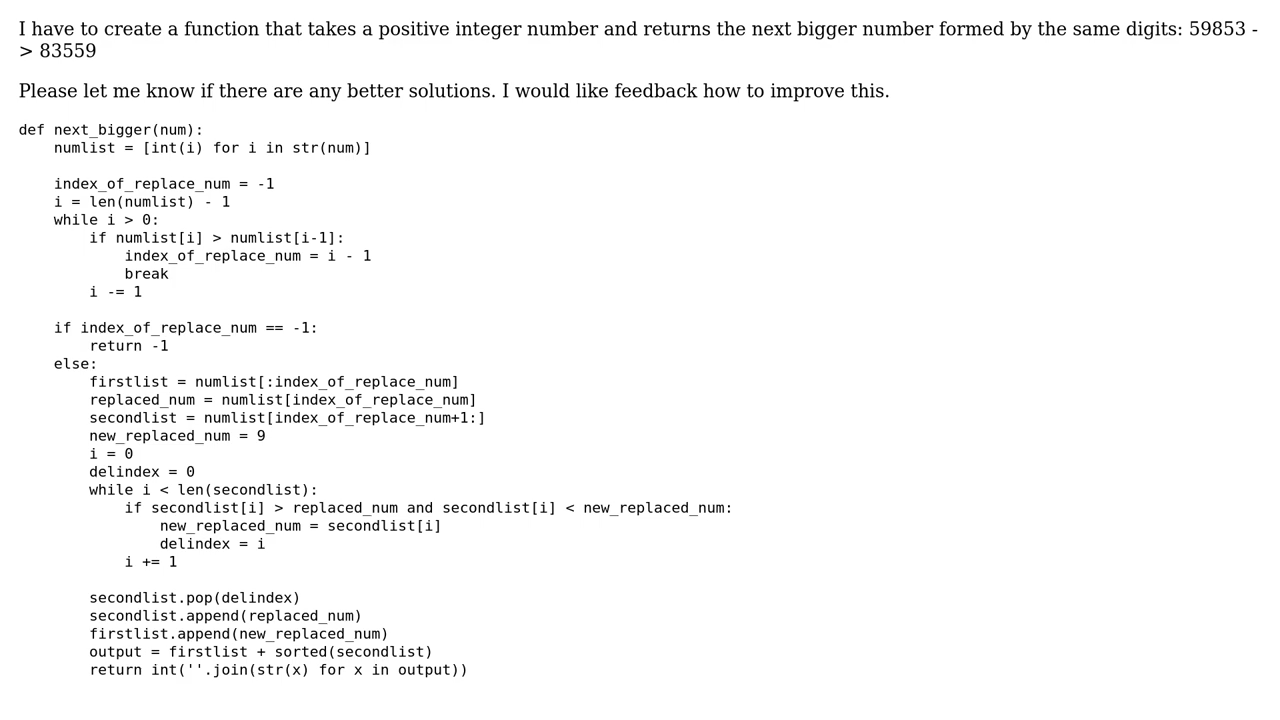 I have to create a function that takes a positive integer number and returns the next bigger number formed by the same digits: 59853 -
> 83559
Please let me know if there are any better solutions. I would like feedback how to improve this.
def next_bigger(num):
    numlist = [int(i) for i in str(num)]

    index_of_replace_num = -1
    i = len(numlist) - 1
    while i > 0:
        if numlist[i] > numlist[i-1]:
            index_of_replace_num = i - 1
            break
        i -= 1

    if index_of_replace_num == -1:
        return -1
    else:
        firstlist = numlist[:index_of_replace_num]
        replaced_num = numlist[index_of_replace_num]
        secondlist = numlist[index_of_replace_num+1:]
        new_replaced_num = 9
        i = 0
        delindex = 0
        while i < len(secondlist):
            if secondlist[i] > replaced_num and secondlist[i] < new_replaced_num:
                new_replaced_num = secondlist[i]
                delindex = i
            i += 1

        secondlist.pop(delindex)
        secondlist.append(replaced_num)
        firstlist.append(new_replaced_num)
        output = firstlist + sorted(secondlist)
        return int(''.join(str(x) for x in output))